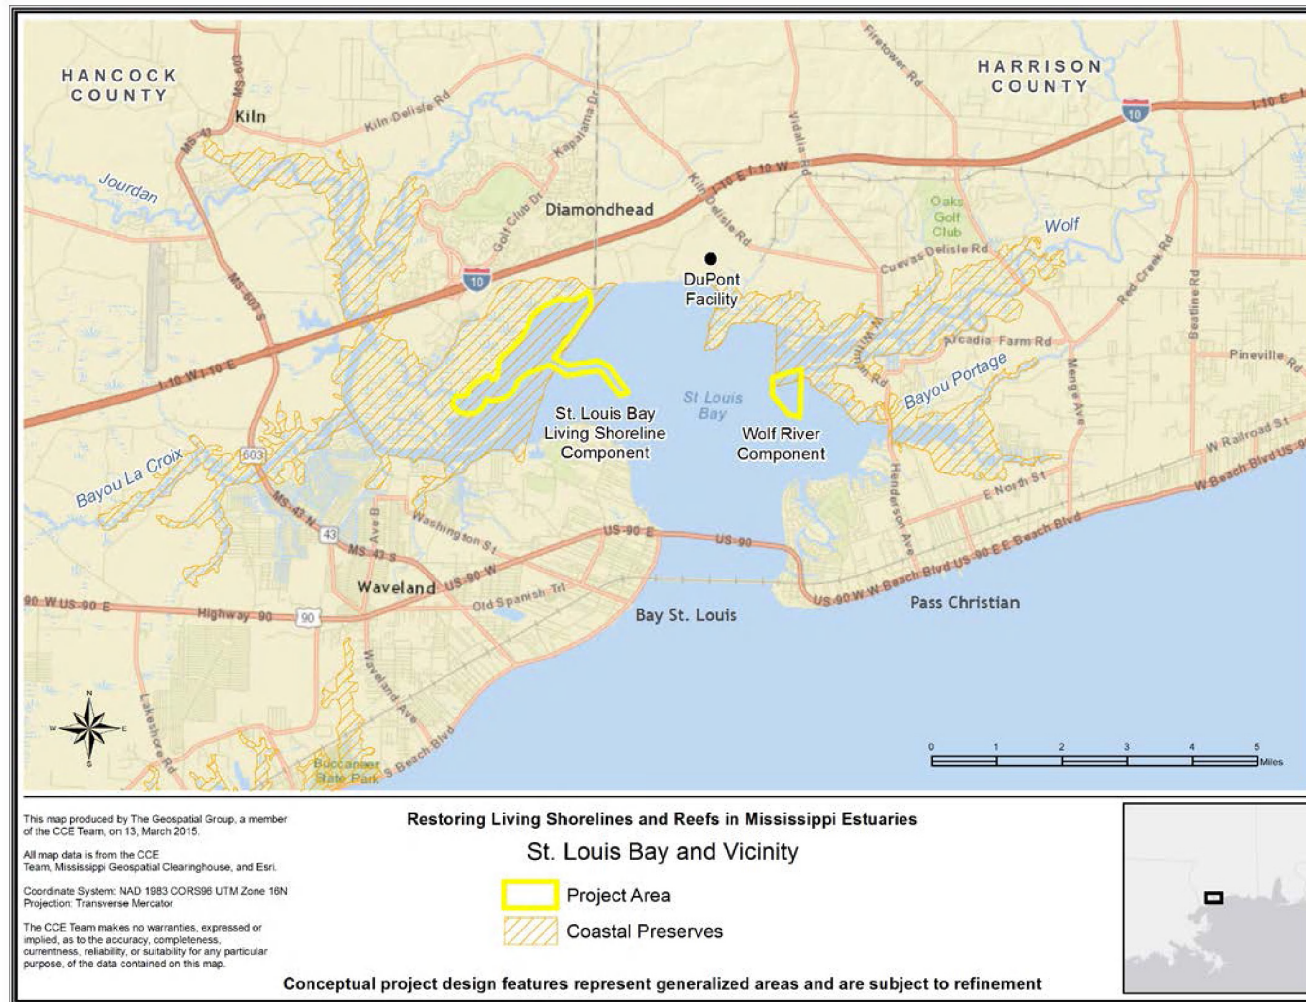 HANCOCK
COUNTY
HARRISON
COUNTY
Kiln
MS-603
MS-43
Kiln Delisle Rd
Kapalama Dr
Firetower Rd
Vidalia Rd
I-10 E
I-10 W
10
Jourdan
Golf Club Dr
Diamondhead
I-10 E I-10 W
Kiln Delisle Rd
Oaks
Golf
Club
Wolf
Cuevas Delisle Rd
Red Creek Rd
Beatline Rd
MS-603 S
10
DuPont
Facility
W Wittman Rd
Arcadia Farm Rd
Pineville Rd
I-10 W I-10 E
St Louis
Bay
Bayou Portage
Menge Ave
St. Louis Bay
Living Shoreline
Component
Wolf River
Component
W Railroad St
603
Bayou La Croix
Henderson Ave
E North St
W Beach Blvd US-90
MS-43 N
43
Ave B
Washington St
MS-43 S
US-90 E
US-90
Waveland
US-90 W
Old Spanish Trl
90 W US-90 E
Highway 90
90
US-90 W W Beach Blvd US-90 E E Beach Blvd
Bay St. Louis
Pass Christian
Waveland Ave
Lakeshore Rd
S Beach Blvd
Buccaneer
State Park
N
W E
S
0 1 2 3 4 5
Miles
This map produced by The Geospatial Group, a member
of the CCE Team, on 13, March 2015.
All map data is from the CCE
Team, Mississippi Geospatial Clearinghouse, and Esri.
Coordinate System: NAD 1983 CORS96 UTM Zone 16N
Projection: Transverse Mercator
The CCE Team makes no warranties, expressed or
implied, as to the accuracy, completeness,
currentness, reliability, or suitability for any particular
purpose, of the data contained on this map.
Restoring Living Shorelines and Reefs in Mississippi Estuaries
St. Louis Bay and Vicinity
Project Area
Coastal Preserves
Conceptual project design features represent generalized areas and are subject to refinement